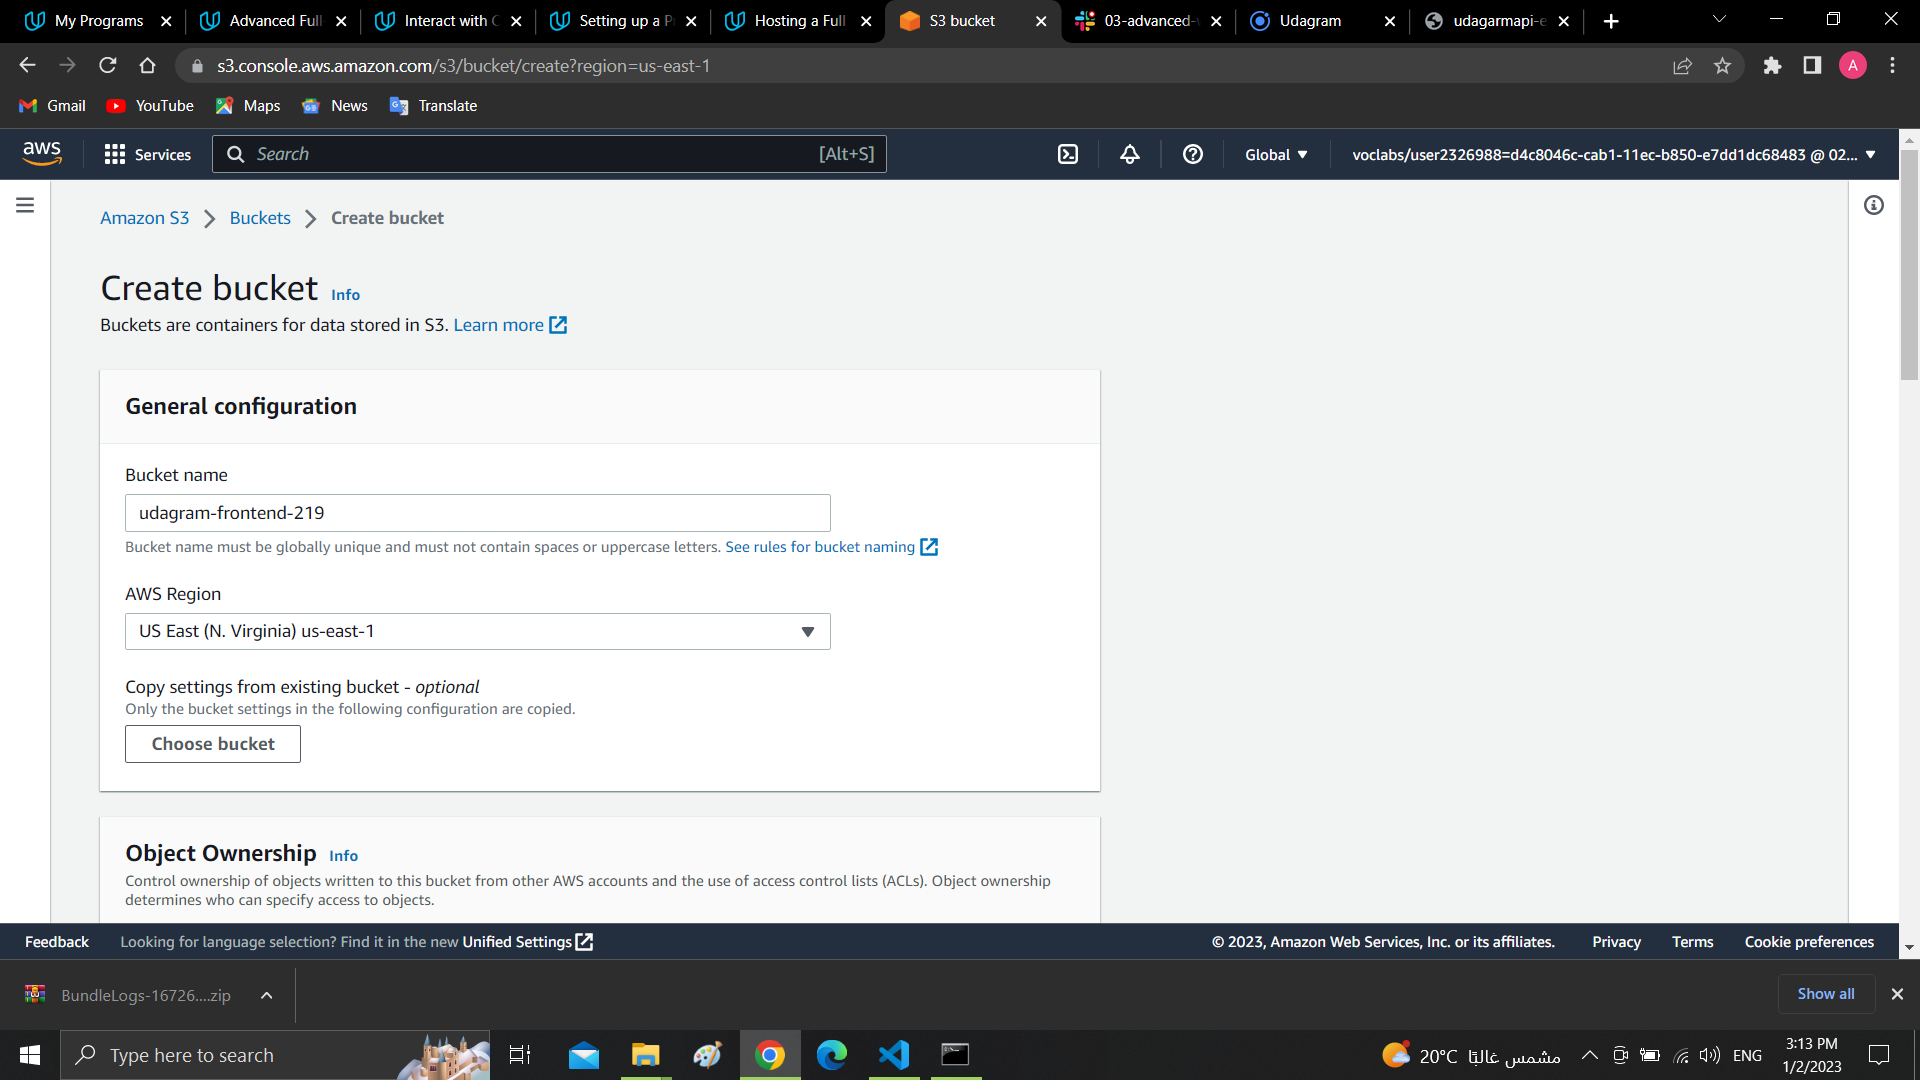 My Programs
Advanced Full
Interact with C
Setting up a P
Hosting a Full
S3 bucket
03-advanced-
Udagram
udagarmapi-e
s3.console.aws.amazon.com/s3/bucket/create?region=us-east-1
A
Gmail
YouTube
Maps
News
Translate
aws
Services
Search
[Alt+S]
Global
voclabs/user2326988=d4c8046c-cab1-11ec-b850-e7dd1dc68483 @ 02...
Amazon S3
Buckets
Create bucket
Create bucket Info
Buckets are containers for data stored in S3. Learn more
General configuration
Bucket name
udagram-frontend-219
Bucket name must be globally unique and must not contain spaces or uppercase letters. See rules for bucket naming
AWS Region
US East (N. Virginia) us-east-1
Copy settings from existing bucket - optional
Only the bucket settings in the following configuration are copied.
Choose bucket
Object Ownership Info
Control ownership of objects written to this bucket from other AWS accounts and the use of access control lists (ACLs). Object ownership
determines who can specify access to objects.
Feedback
Looking for language selection? Find it in the new Unified Settings
© 2023, Amazon Web Services, Inc. or its affiliates.
Privacy
Terms
Cookie preferences
BundleLogs-16726....zip
Show all
Type here to search
20°C مشمس غالبًا
ENG
3:13 PM
1/2/2023